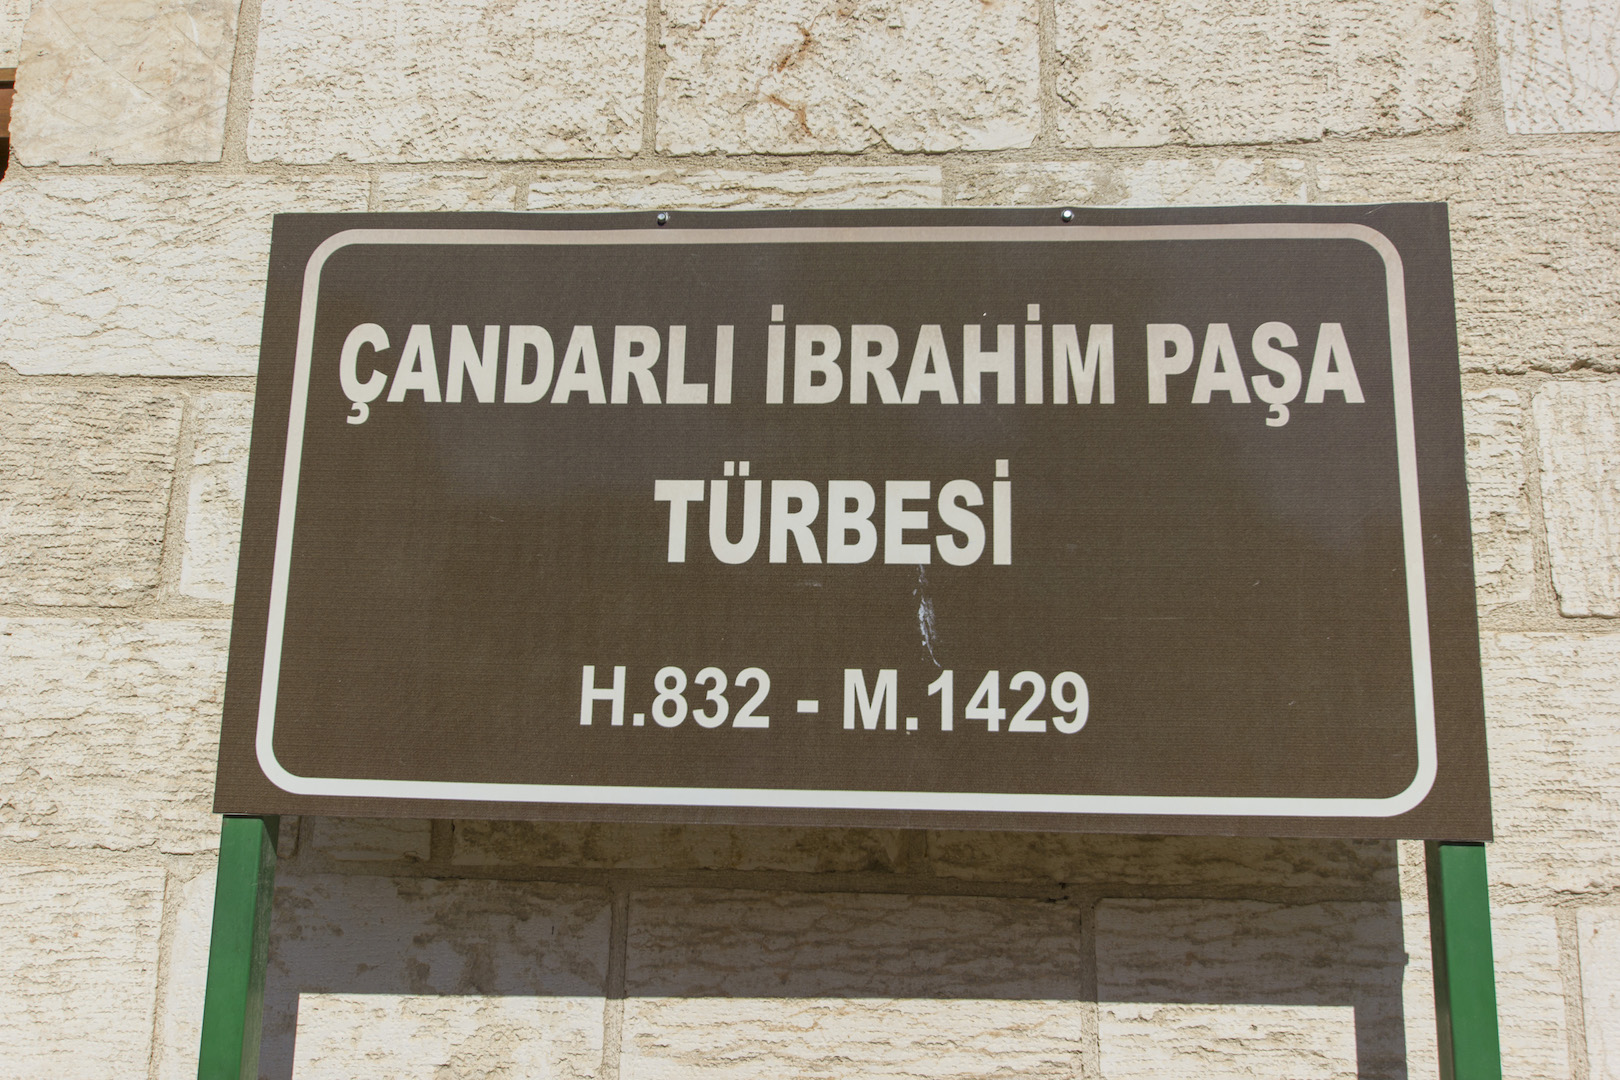 ÇANDARLI İBRAHİM PAŞA
TÜRBESİ
H.832 - M.1429